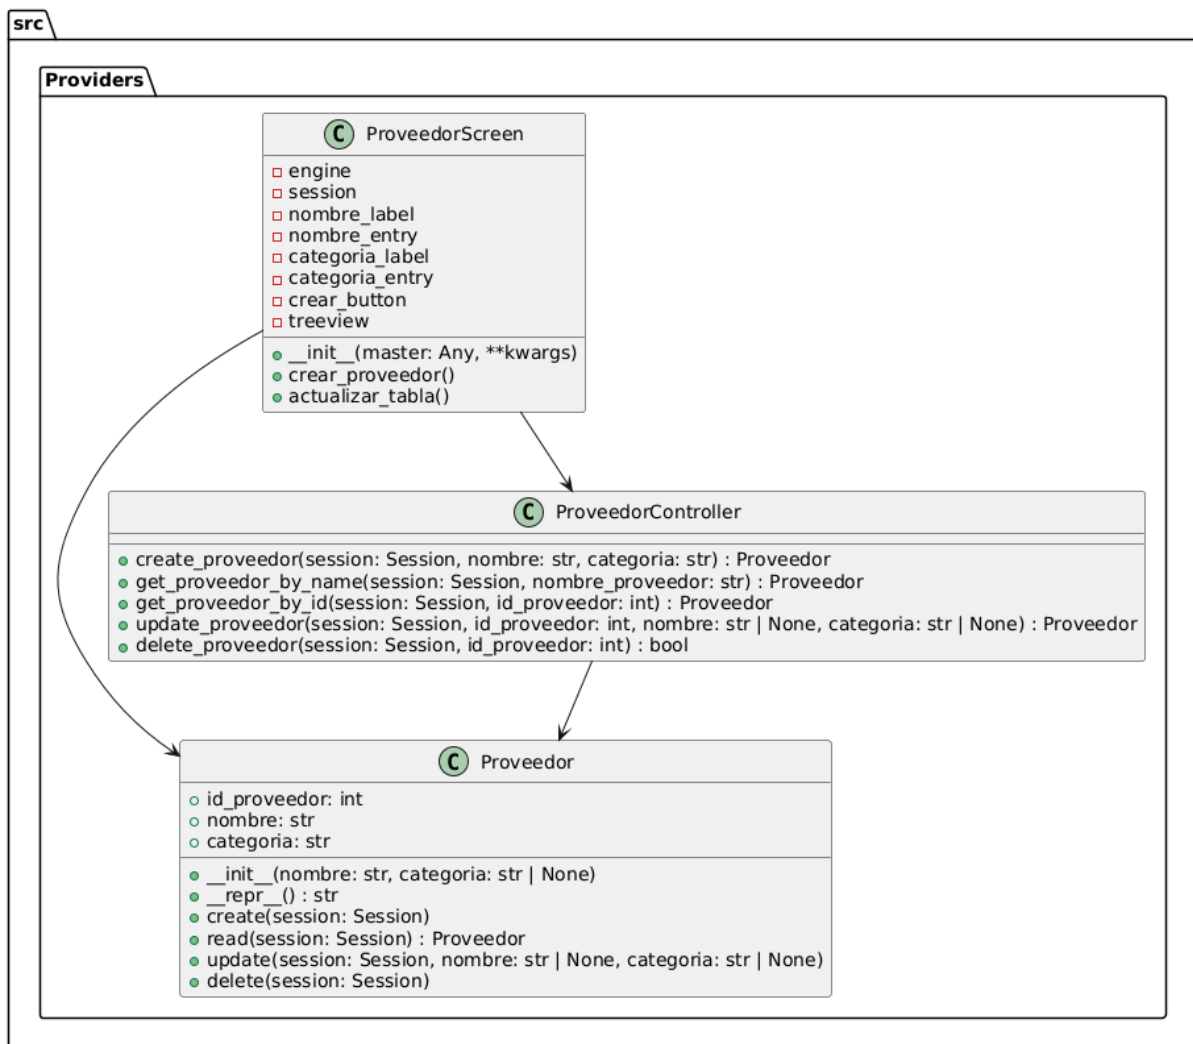 src
Providers
C ProveedorScreen
engine
session
nombre_label
nombre_entry
categoria_label
categoria_entry
crear_button
treeview
__init__(master: Any, **kwargs)
crear_proveedor()
actualizar_tabla()
C ProveedorController
create_proveedor(session: Session, nombre: str, categoria: str) : Proveedor
get_proveedor_by_name(session: Session, nombre_proveedor: str) : Proveedor
get_proveedor_by_id(session: Session, id_proveedor: int) : Proveedor
update_proveedor(session: Session, id_proveedor: int, nombre: str | None, categoria: str | None) : Proveedor
delete_proveedor(session: Session, id_proveedor: int) : bool
C Proveedor
id_proveedor: int
nombre: str
categoria: str
__init__(nombre: str, categoria: str | None)
__repr__() : str
create(session: Session)
read(session: Session) : Proveedor
update(session: Session, nombre: str | None, categoria: str | None)
delete(session: Session)